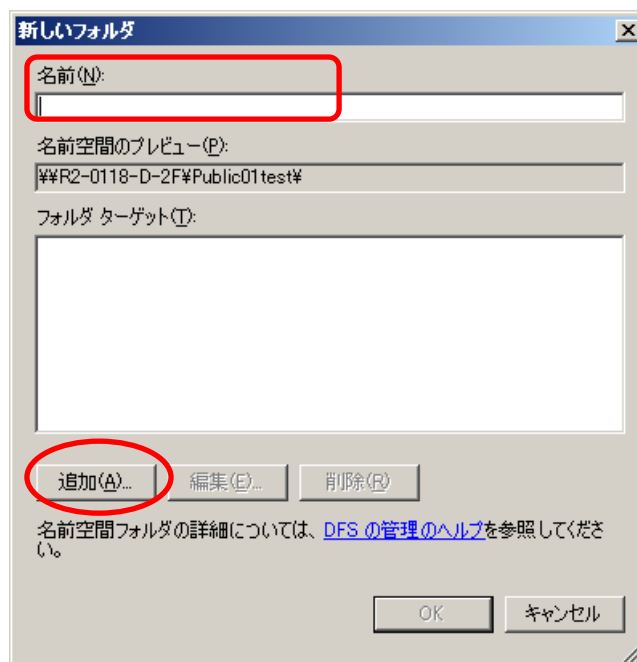 新しいフォルダ
名前(N):
名前空間のプレビュー(P):
¥¥R2-0118-D-2F¥Public01test¥
フォルダ ターゲット(T):
追加(A)... 編集(E)... 削除(R)
名前空間フォルダの詳細については、DFS の管理のヘルプを参照してくださ
い。
OK キャンセル